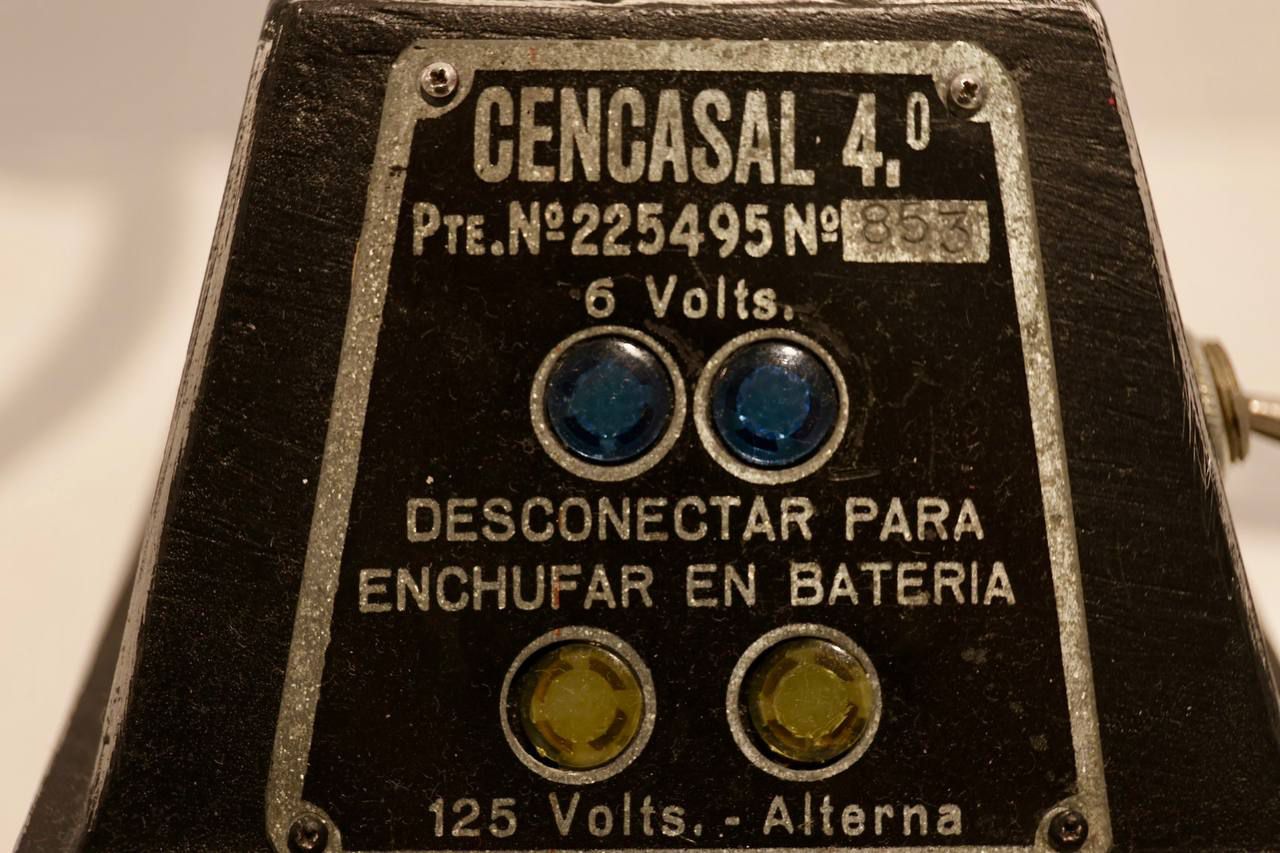 CENCASAL 4.º
PTE. Nº 225495 Nº 853
6 Volts.
DESCONECTAR PARA
ENCHUFAR EN BATERIA
125 Volts. - Alterna